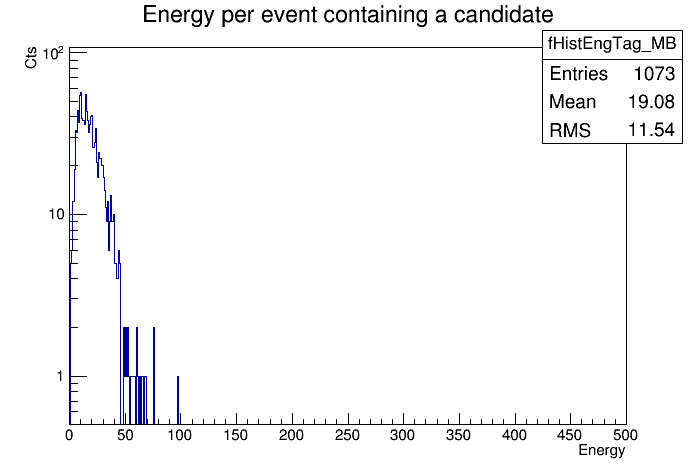 Energy per event containing a candidate
fHistEngTag_MB
Entries 1073
Mean 19.08
RMS 11.54
Cts
10²
10
1
0 50 100 150 200 250 300 350 400 450 500
Energy